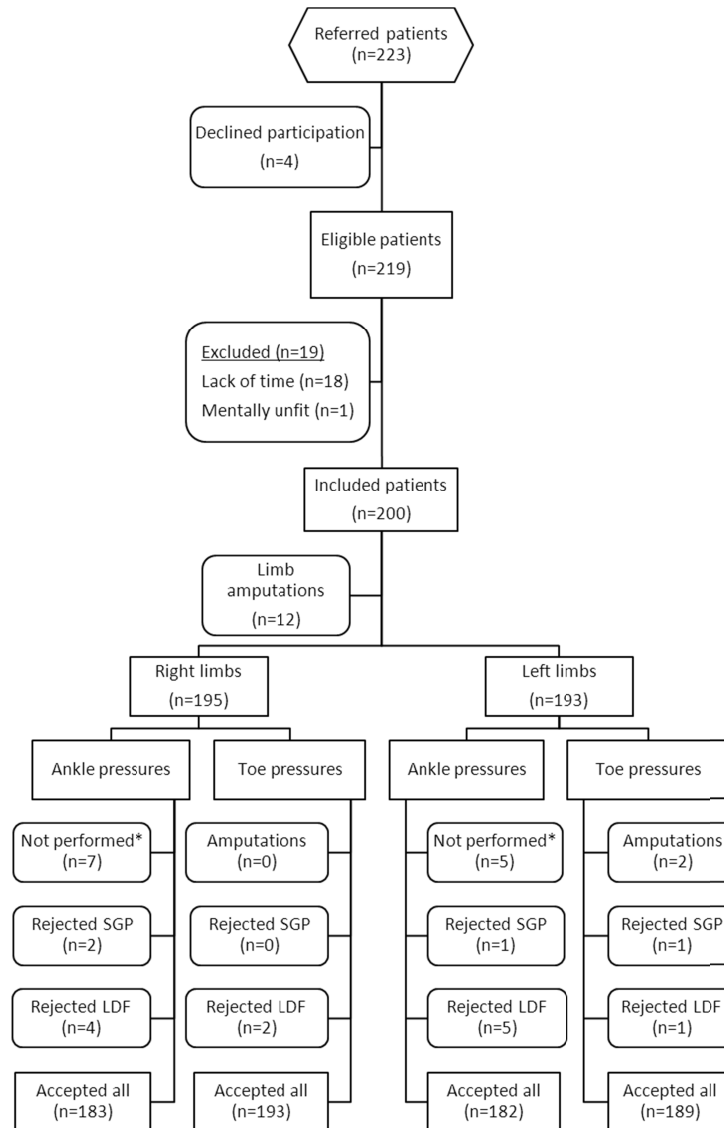 Referred patients
(n=223)
Declined participation
(n=4)
Eligible patients
(n=219)
Excluded (n=19)
Lack of time (n=18)
Mentally unfit (n=1)
Included patients
(n=200)
Limb
amputations
(n=12)
Right limbs
(n=195)
Left limbs
(n=193)
Ankle pressures
Toe pressures
Ankle pressures
Toe pressures
Not performed*
(n=7)
Amputations
(n=0)
Not performed*
(n=5)
Amputations
(n=2)
Rejected SGP
(n=2)
Rejected SGP
(n=0)
Rejected SGP
(n=1)
Rejected SGP
(n=1)
Rejected LDF
(n=4)
Rejected LDF
(n=2)
Rejected LDF
(n=5)
Rejected LDF
(n=1)
Accepted all
(n=183)
Accepted all
(n=193)
Accepted all
(n=182)
Accepted all
(n=189)